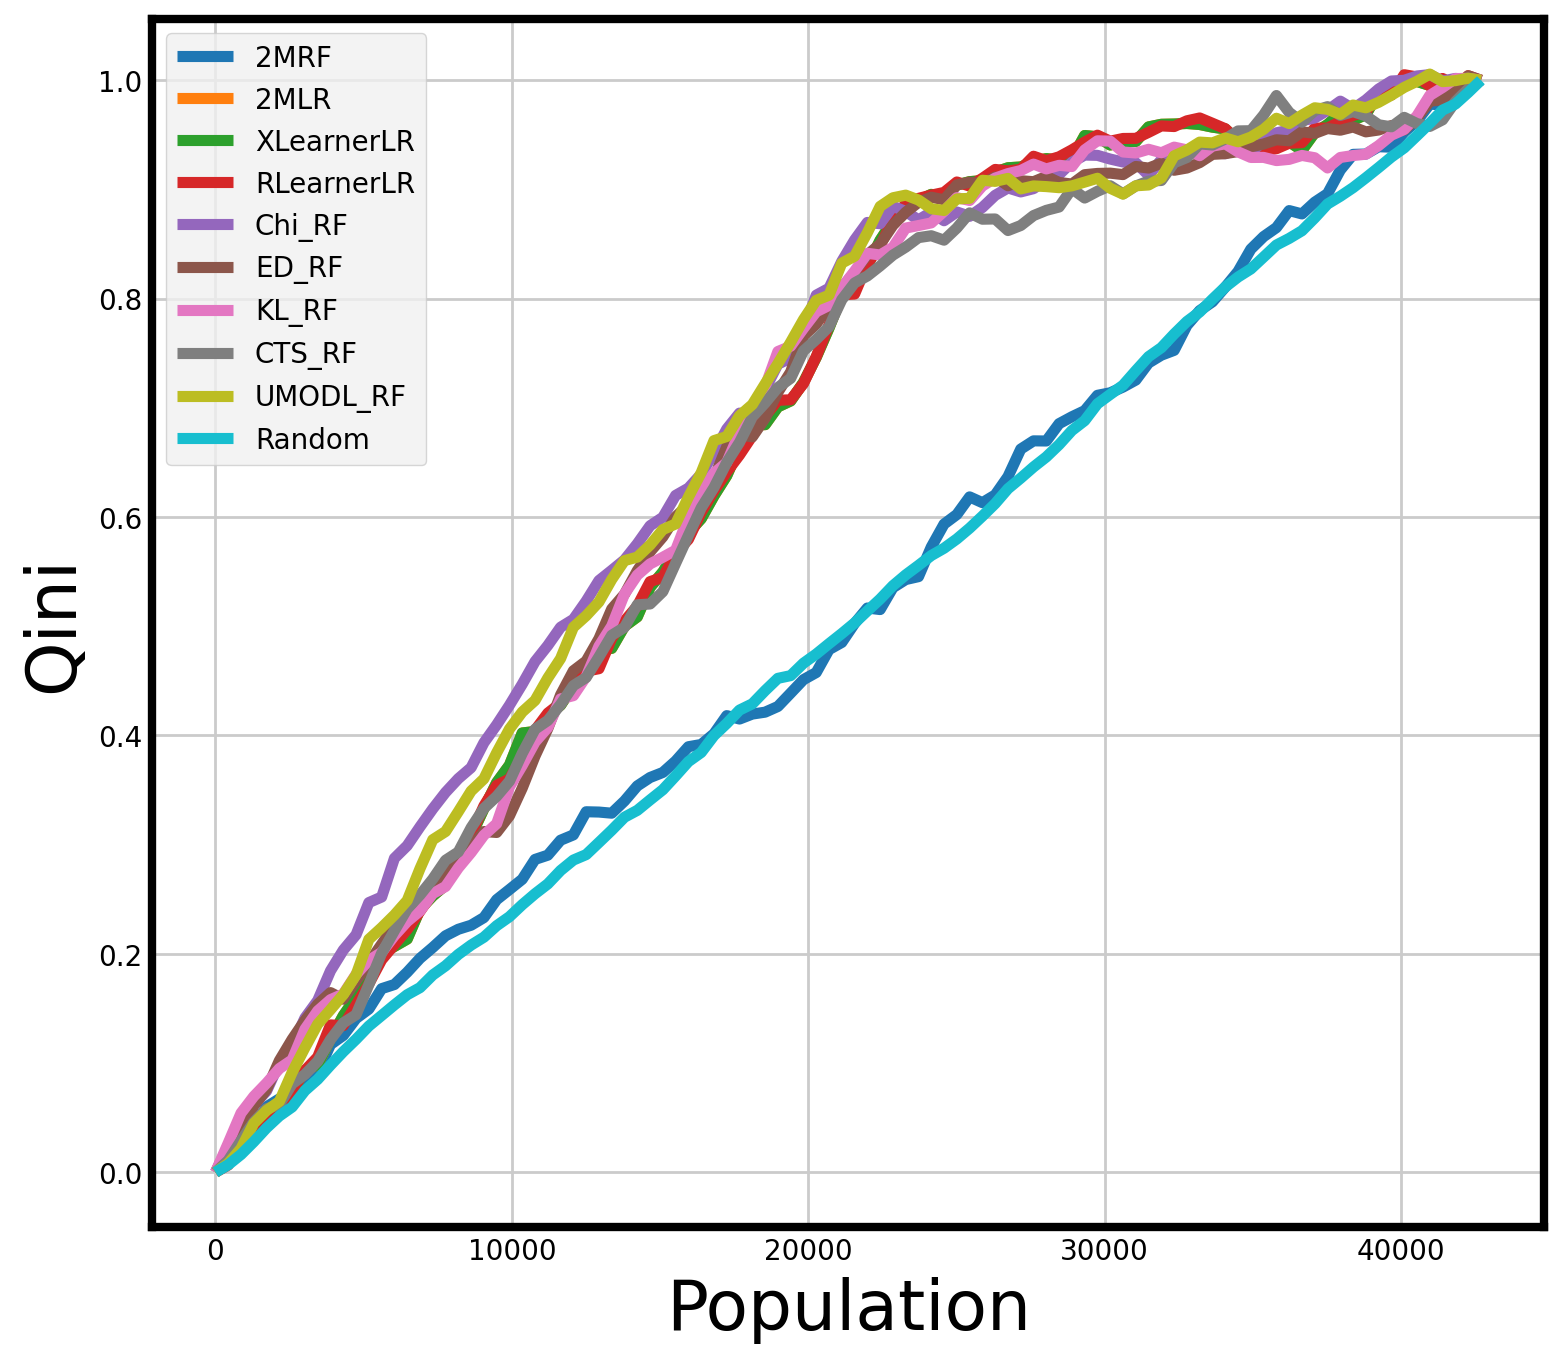 2MRF
2MLR
XLearnerLR
RLearnerLR
Chi_RF
ED_RF
KL_RF
CTS_RF
UMODL_RF
Random
1.0
0.8
0.6
0.4
0.2
0.0
Qini
0 10000 20000 30000 40000
Population